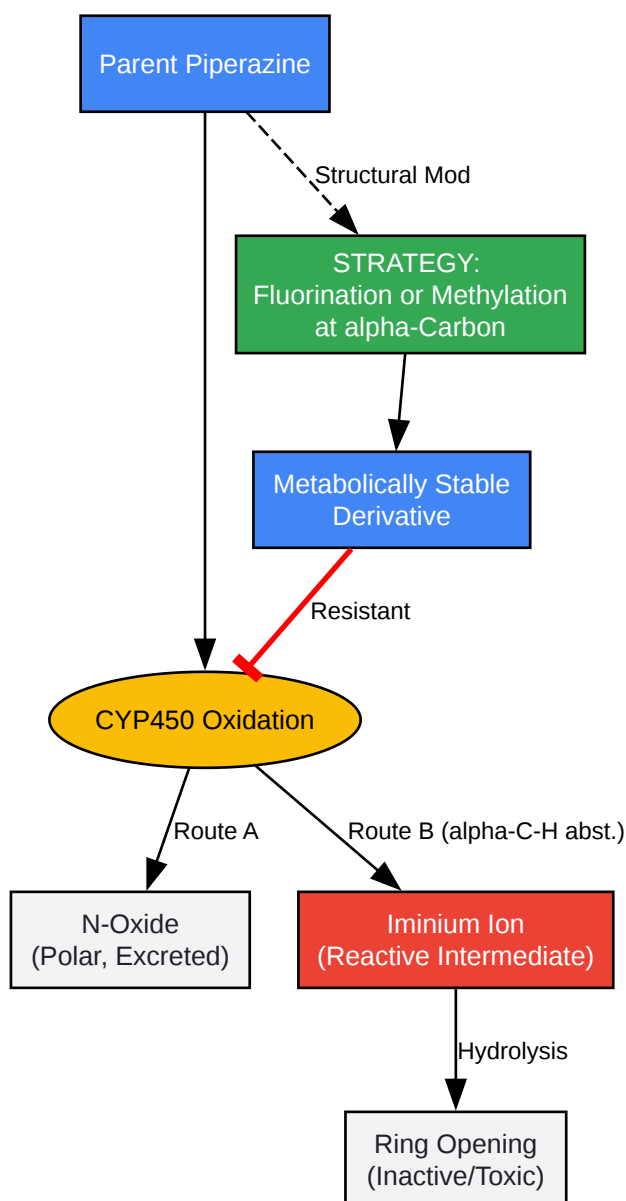 Parent Piperazine
Structural Mod
STRATEGY:
Fluorination or Methylation
at alpha-Carbon
Metabolically Stable
Derivative
Resistant
CYP450 Oxidation
Route A
Route B (alpha-C-H abst.)
N-Oxide
(Polar, Excreted)
Iminium Ion
(Reactive Intermediate)
Hydrolysis
Ring Opening
(Inactive/Toxic)